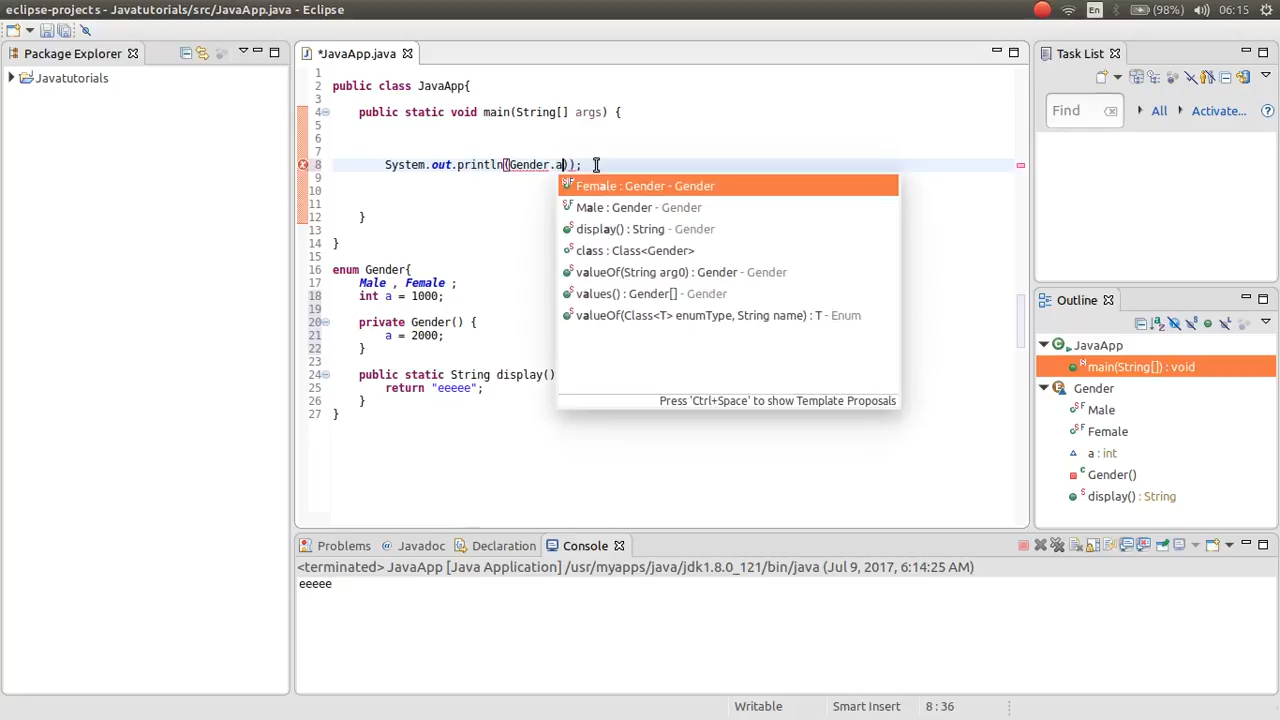 eclipse-projects - Javatutorials/src/JavaApp.java - Eclipse
En
(98%)
06:15
Package Explorer
Javatutorials
*JavaApp.java
1
2 public class JavaApp{
3
4 public static void main(String[] args) {
5
6
7
8 System.out.println(Gender.a));
9
10
11
12 }
13
14 }
15
16 enum Gender{
17 Male , Female ;
18 int a = 1000;
19
20 private Gender() {
21 a = 2000;
22 }
23
24 public static String display()
25 return "eeeee";
26 }
27 }
Female : Gender - Gender
Male : Gender - Gender
display() : String - Gender
class : Class<Gender>
valueOf(String arg0) : Gender - Gender
values() : Gender[] - Gender
valueOf(Class<T> enumType, String name) : T - Enum
Press 'Ctrl+Space' to show Template Proposals
Task List
Find
All
Activate...
Outline
JavaApp
main(String[]) : void
Gender
Male
Female
a : int
Gender()
display() : String
Problems
Javadoc
Declaration
Console
<terminated> JavaApp [Java Application] /usr/myapps/java/jdk1.8.0_121/bin/java (Jul 9, 2017, 6:14:25 AM)
eeeee
Writable
Smart Insert
8 : 36